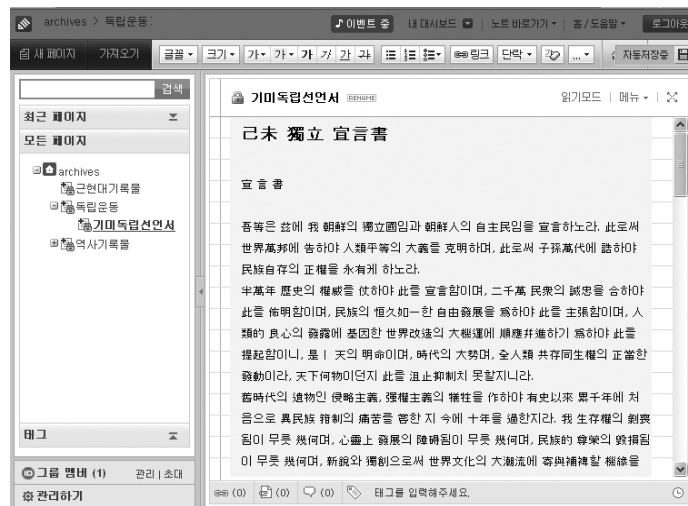 archives > 독립운동
이벤트 중
내 대시보드
노트 바로가기
홈/도움말
로그아웃
새 페이지
가져오기
글꼴
크기
가
가
가
가
간
가
링크
단락
...
자동저장중
검색
최근 페이지
모든 페이지
archives
근현대기록물
독립운동
기미독립선언서
역사기록물
태그
그룹 멤버 (1)
관리 | 초대
관리하기
기미독립선언서 RENAME
읽기모드 | 메뉴
己未 獨立 宣言書
宣言書
吾等은 玆에 我 朝鮮의 獨立國임과 朝鮮人의 自主民임을 宣言하노라. 此로써
世界萬邦에 告하야 人類平等의 大義를 克明하며, 此로써 子孫萬代에 誥하야
民族自存의 正權을 永有케 하노라.
半萬年 歷史의 權威를 仗하야 此를 宣言함이며, 二千萬 民衆의 誠忠을 合하야
此를 佈明함이며, 民族의 恒久如一한 自由發展을 爲하야 此를 主張함이며, 人
類的 良心의 發露에 基因한 世界改造의 大機運에 順應幷進하기 爲하야 此를
提起함이니, 是ㅣ 天의 明命이며, 時代의 大勢며, 全人類 共存同生權의 正當한
發動이라, 天下何物이던지 此를 沮止抑制치 못할지니라.
舊時代의 遺物인 侵略主義, 强權主義의 犧牲을 作하야 有史以來 累千年에 처
음으로 異民族 箝制의 痛苦를 嘗한 지 今에 十年을 過한지라. 我 生存權의 剝喪
됨이 무릇 幾何며, 心靈上 發展의 障礙됨이 무릇 幾何며, 民族的 尊榮의 毁損됨
이 무릇 幾何며, 新銳와 獨創으로써 世界文化의 大潮流에 寄與補裨할 機緣을
(0) (0) (0) 태그를 입력해주세요.